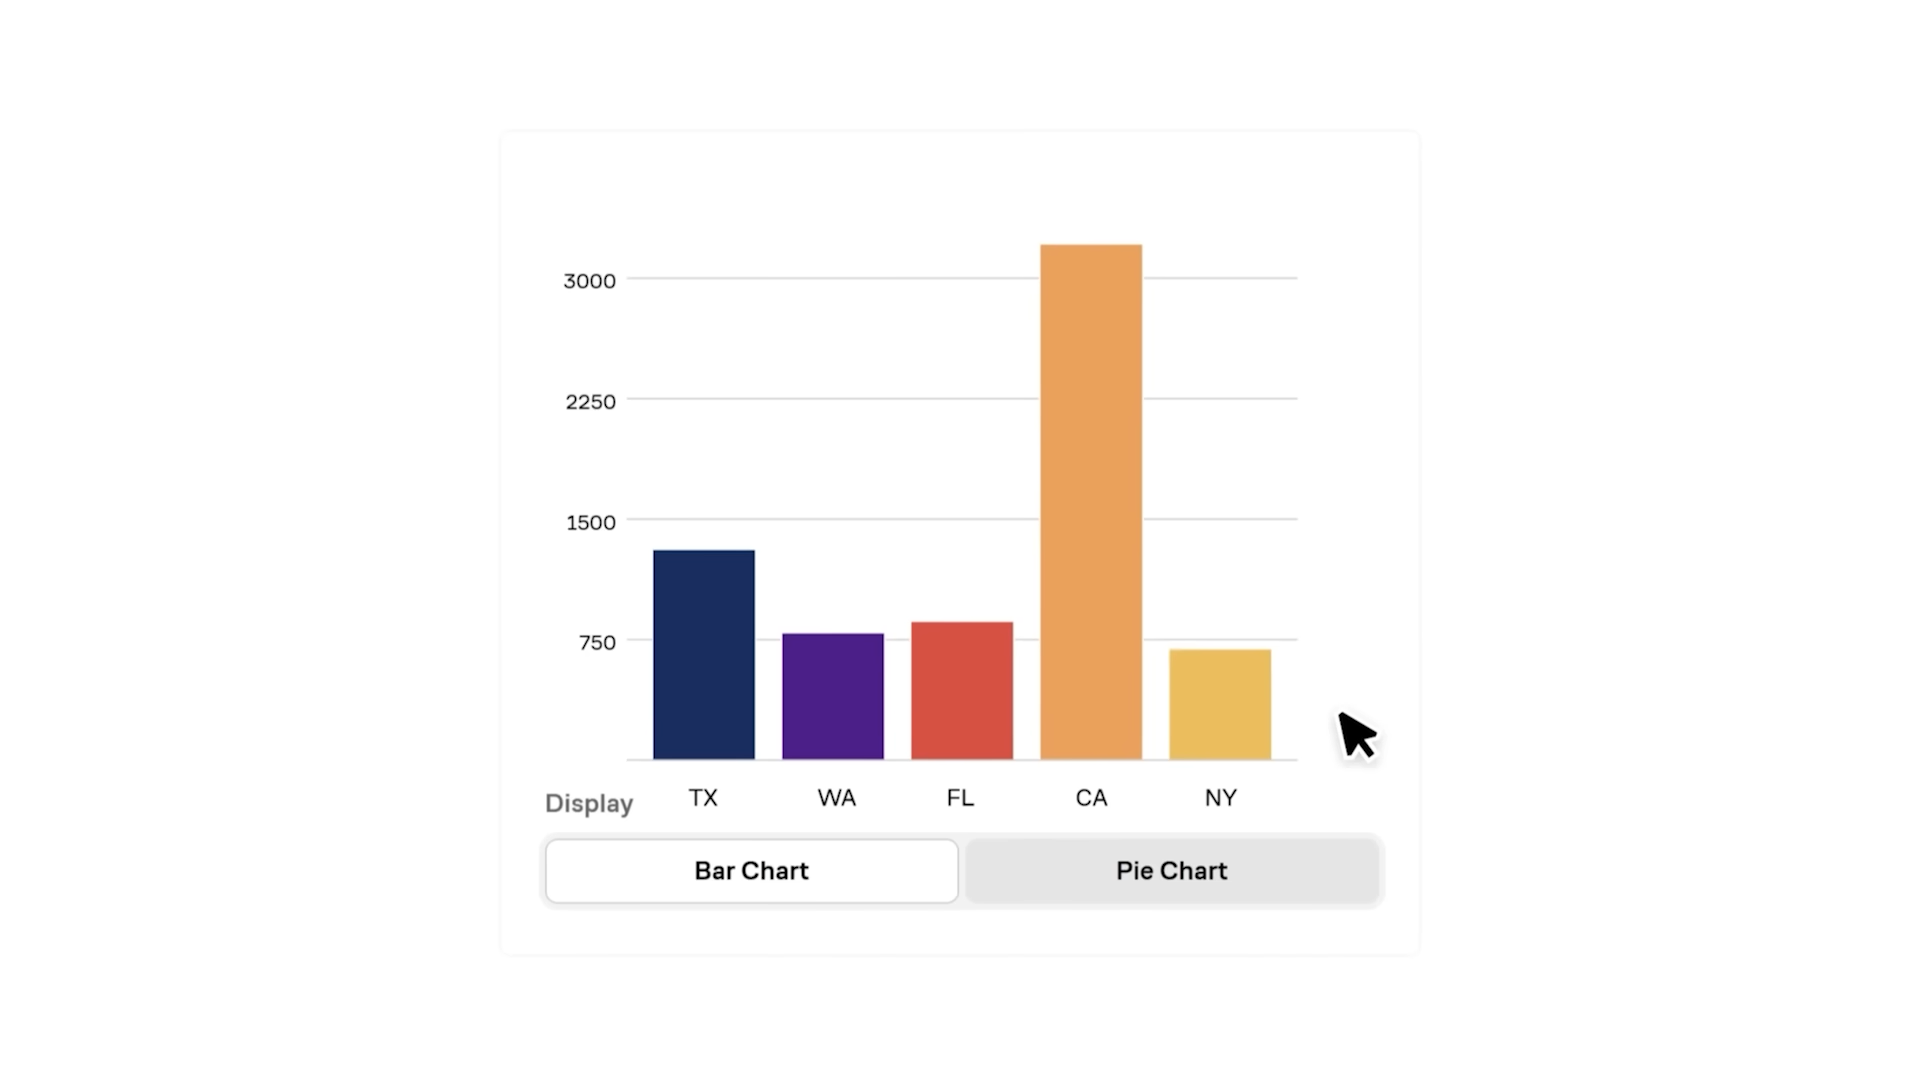 3000
2250
1500
750
TX WA FL CA NY
Display
Bar Chart Pie Chart